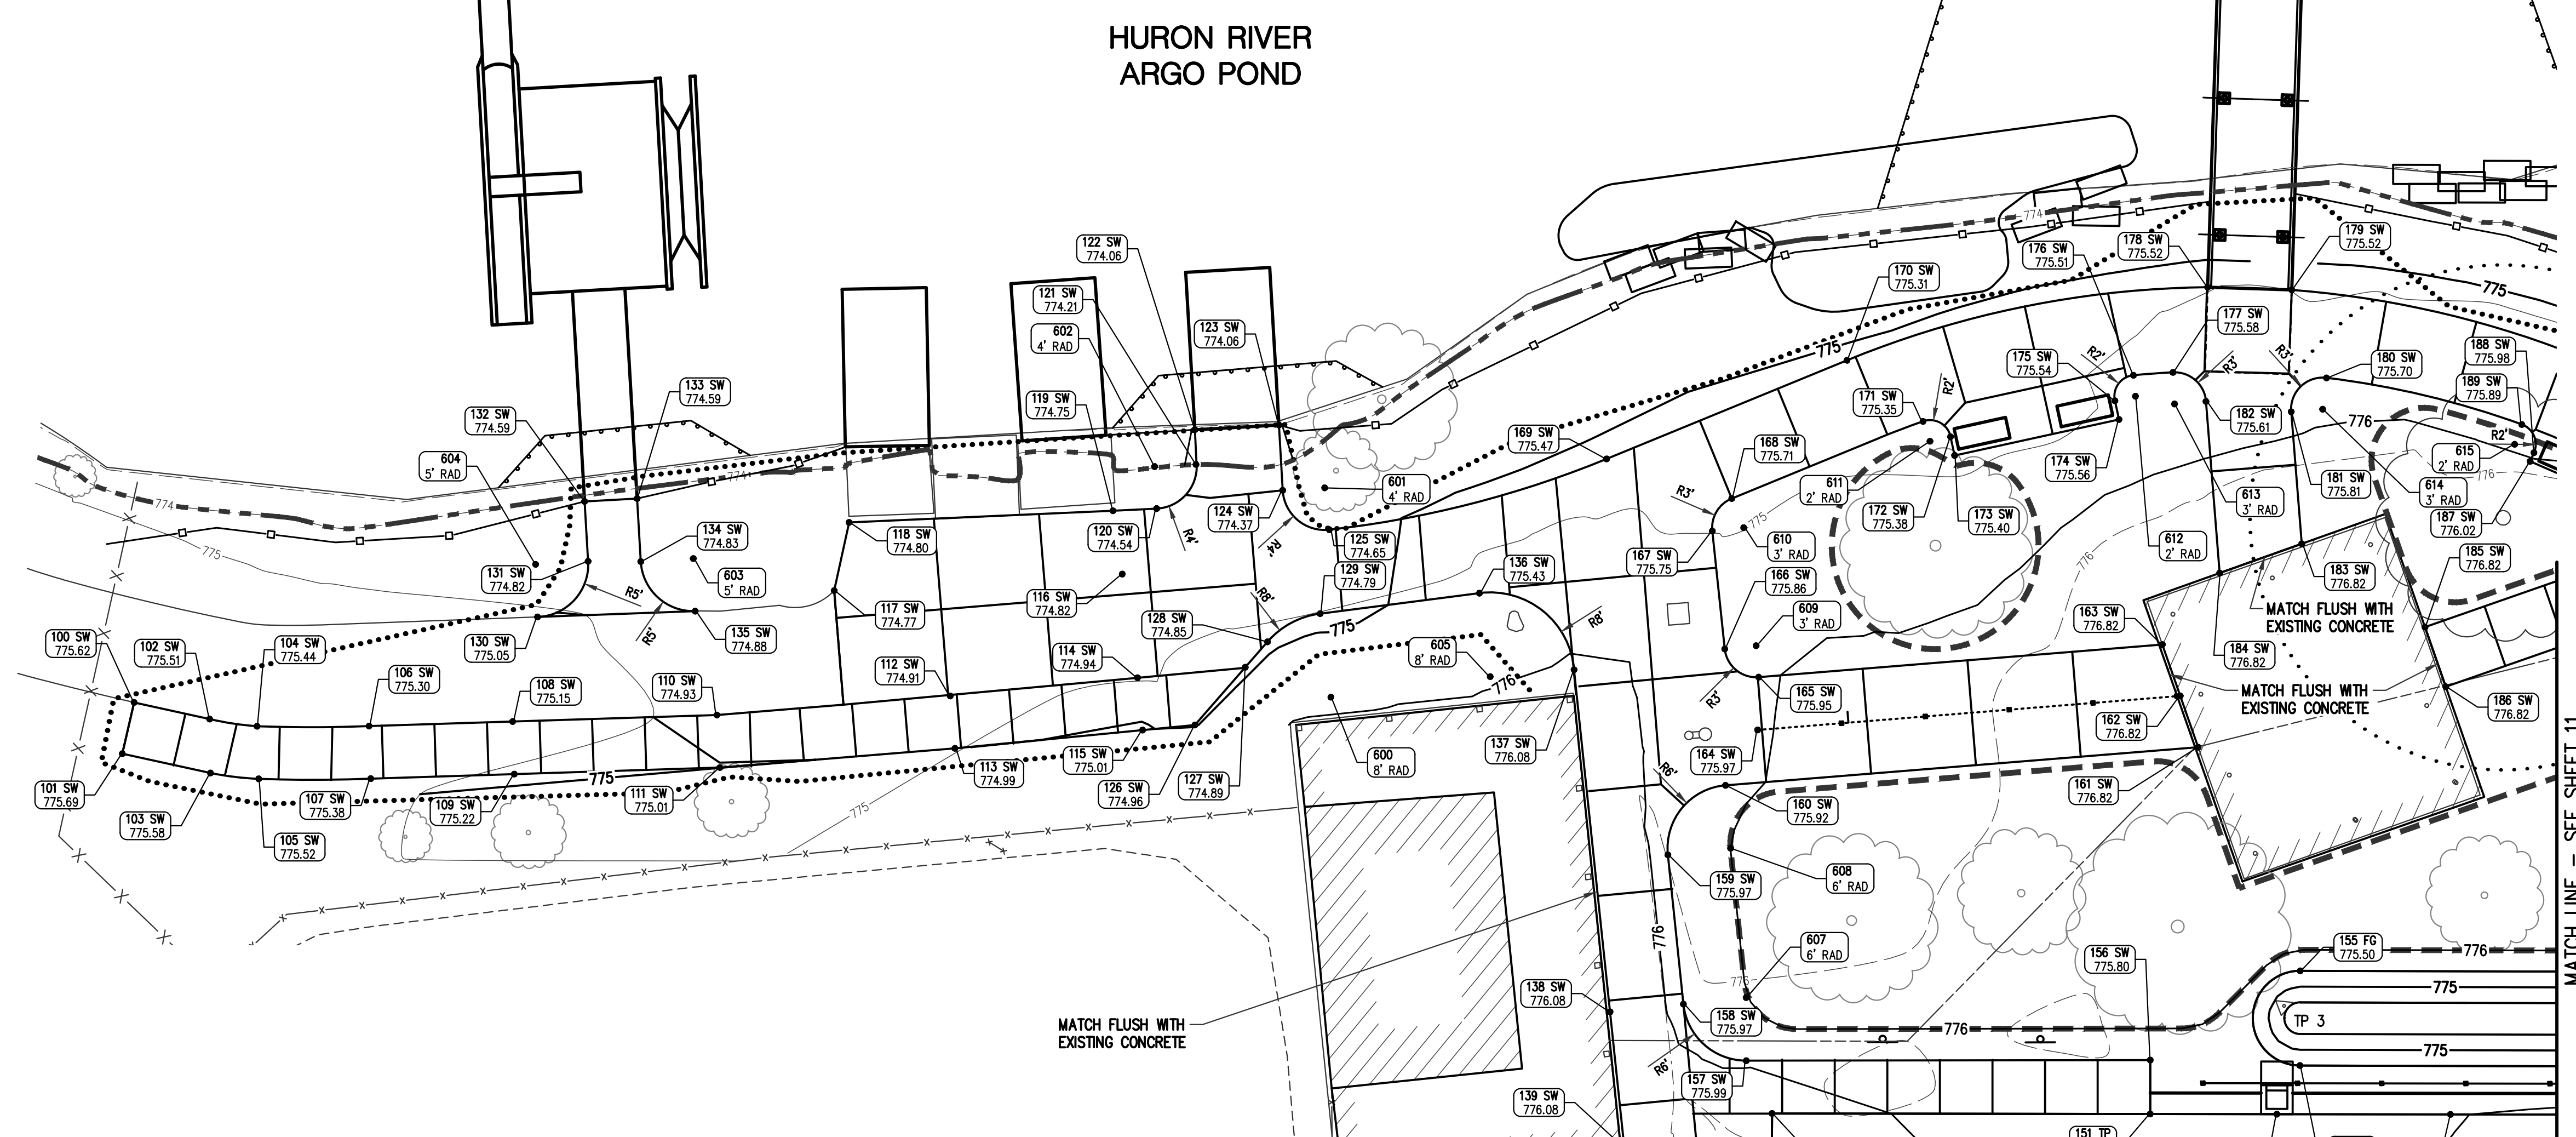 HURON RIVER
ARGO POND
122 SW
774.06
121 SW
774.21
602
4' RAD
123 SW
774.06
119 SW
774.75
133 SW
774.59
132 SW
774.59
604
5' RAD
774
774
775
131 SW
774.82
134 SW
774.83
603
5' RAD
R5'
R5'
130 SW
775.05
135 SW
774.88
118 SW
774.80
117 SW
774.77
120 SW
774.54
R4'
116 SW
774.82
124 SW
774.37
R4'
601
4' RAD
125 SW
774.65
129 SW
774.79
R8'
128 SW
774.85
775
136 SW
775.43
R8'
605
8' RAD
776
100 SW
775.62
102 SW
775.51
104 SW
775.44
106 SW
775.30
108 SW
775.15
110 SW
774.93
112 SW
774.91
114 SW
774.94
101 SW
775.69
103 SW
775.58
105 SW
775.52
107 SW
775.38
109 SW
775.22
775
111 SW
775.01
775
113 SW
774.99
115 SW
775.01
126 SW
774.96
127 SW
774.89
600
8' RAD
137 SW
776.08
138 SW
776.08
139 SW
776.08
MATCH FLUSH WITH
EXISTING CONCRETE
169 SW
775.47
775
170 SW
775.31
774
176 SW
775.51
178 SW
775.52
179 SW
775.52
775
177 SW
775.58
175 SW
775.54
R2'
R3'
R3'
180 SW
775.70
188 SW
775.98
189 SW
775.89
171 SW
775.35
R2'
168 SW
775.71
R3'
182 SW
775.61
776
R2'
615
2' RAD
174 SW
775.56
181 SW
775.81
776
614
3' RAD
611
2' RAD
172 SW
775.38
173 SW
775.40
613
3' RAD
187 SW
776.02
775
610
3' RAD
612
2' RAD
167 SW
775.75
166 SW
775.86
776
183 SW
776.82
185 SW
776.82
609
3' RAD
163 SW
776.82
MATCH FLUSH WITH
EXISTING CONCRETE
184 SW
776.82
MATCH FLUSH WITH
EXISTING CONCRETE
186 SW
776.82
R3'
165 SW
775.95
162 SW
776.82
164 SW
775.97
161 SW
776.82
R6'
160 SW
775.92
159 SW
775.97
608
6' RAD
776
607
6' RAD
775
158 SW
775.97
R6'
776
157 SW
775.99
156 SW
775.80
155 FG
775.50
776
775
TP 3
775
151 TP
MATCH LINE - SEE SHEET 11